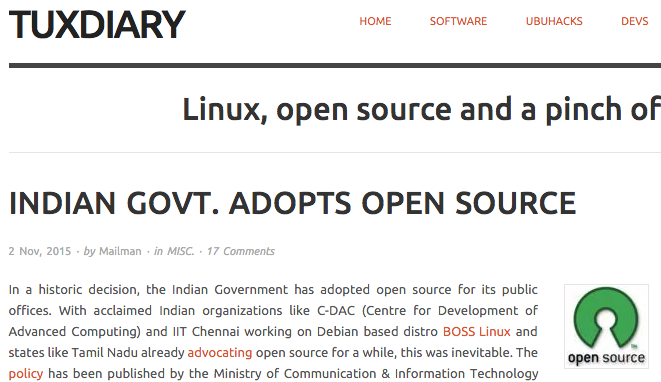 TUXDIARY
HOME SOFTWARE UBUHACKS DEVS
Linux, open source and a pinch of
INDIAN GOVT. ADOPTS OPEN SOURCE
2 Nov, 2015 · by Mailman · in MISC. · 17 Comments
In a historic decision, the Indian Government has adopted open source for its public
offices. With acclaimed Indian organizations like C-DAC (Centre for Development of
Advanced Computing) and IIT Chennai working on Debian based distro BOSS Linux and
states like Tamil Nadu already advocating open source for a while, this was inevitable. The
policy has been published by the Ministry of Communication & Information Technology
open source